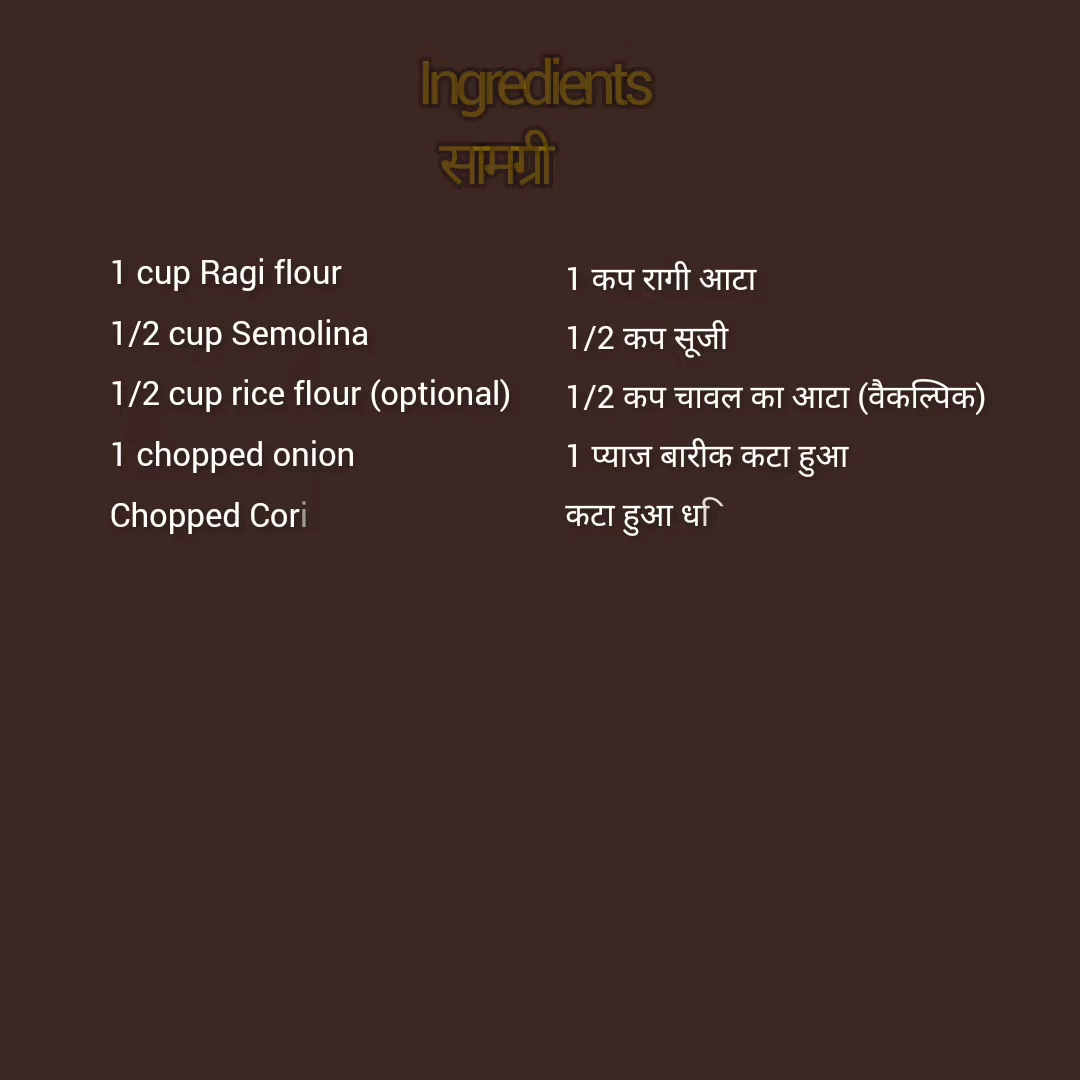 Ingredients
सामग्री
1 cup Ragi flour
1/2 cup Semolina
1/2 cup rice flour (optional)
1 chopped onion
Chopped Cori
1 कप रागी आटा
1/2 कप सूजी
1/2 कप चावल का आटा (वैकल्पिक)
1 प्याज बारीक कटा हुआ
कटा हुआ धि